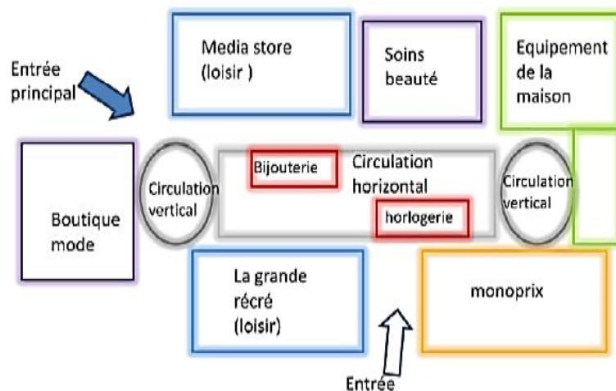 Media store
(loisir )
Soins
beauté
Equipement
de la
maison
Entrée
principal
Boutique
mode
Circulation
vertical
Bijouterie
Circulation
horizontal
horlogerie
Circulation
vertical
La grande
récré
(loisir)
monoprix
Entrée